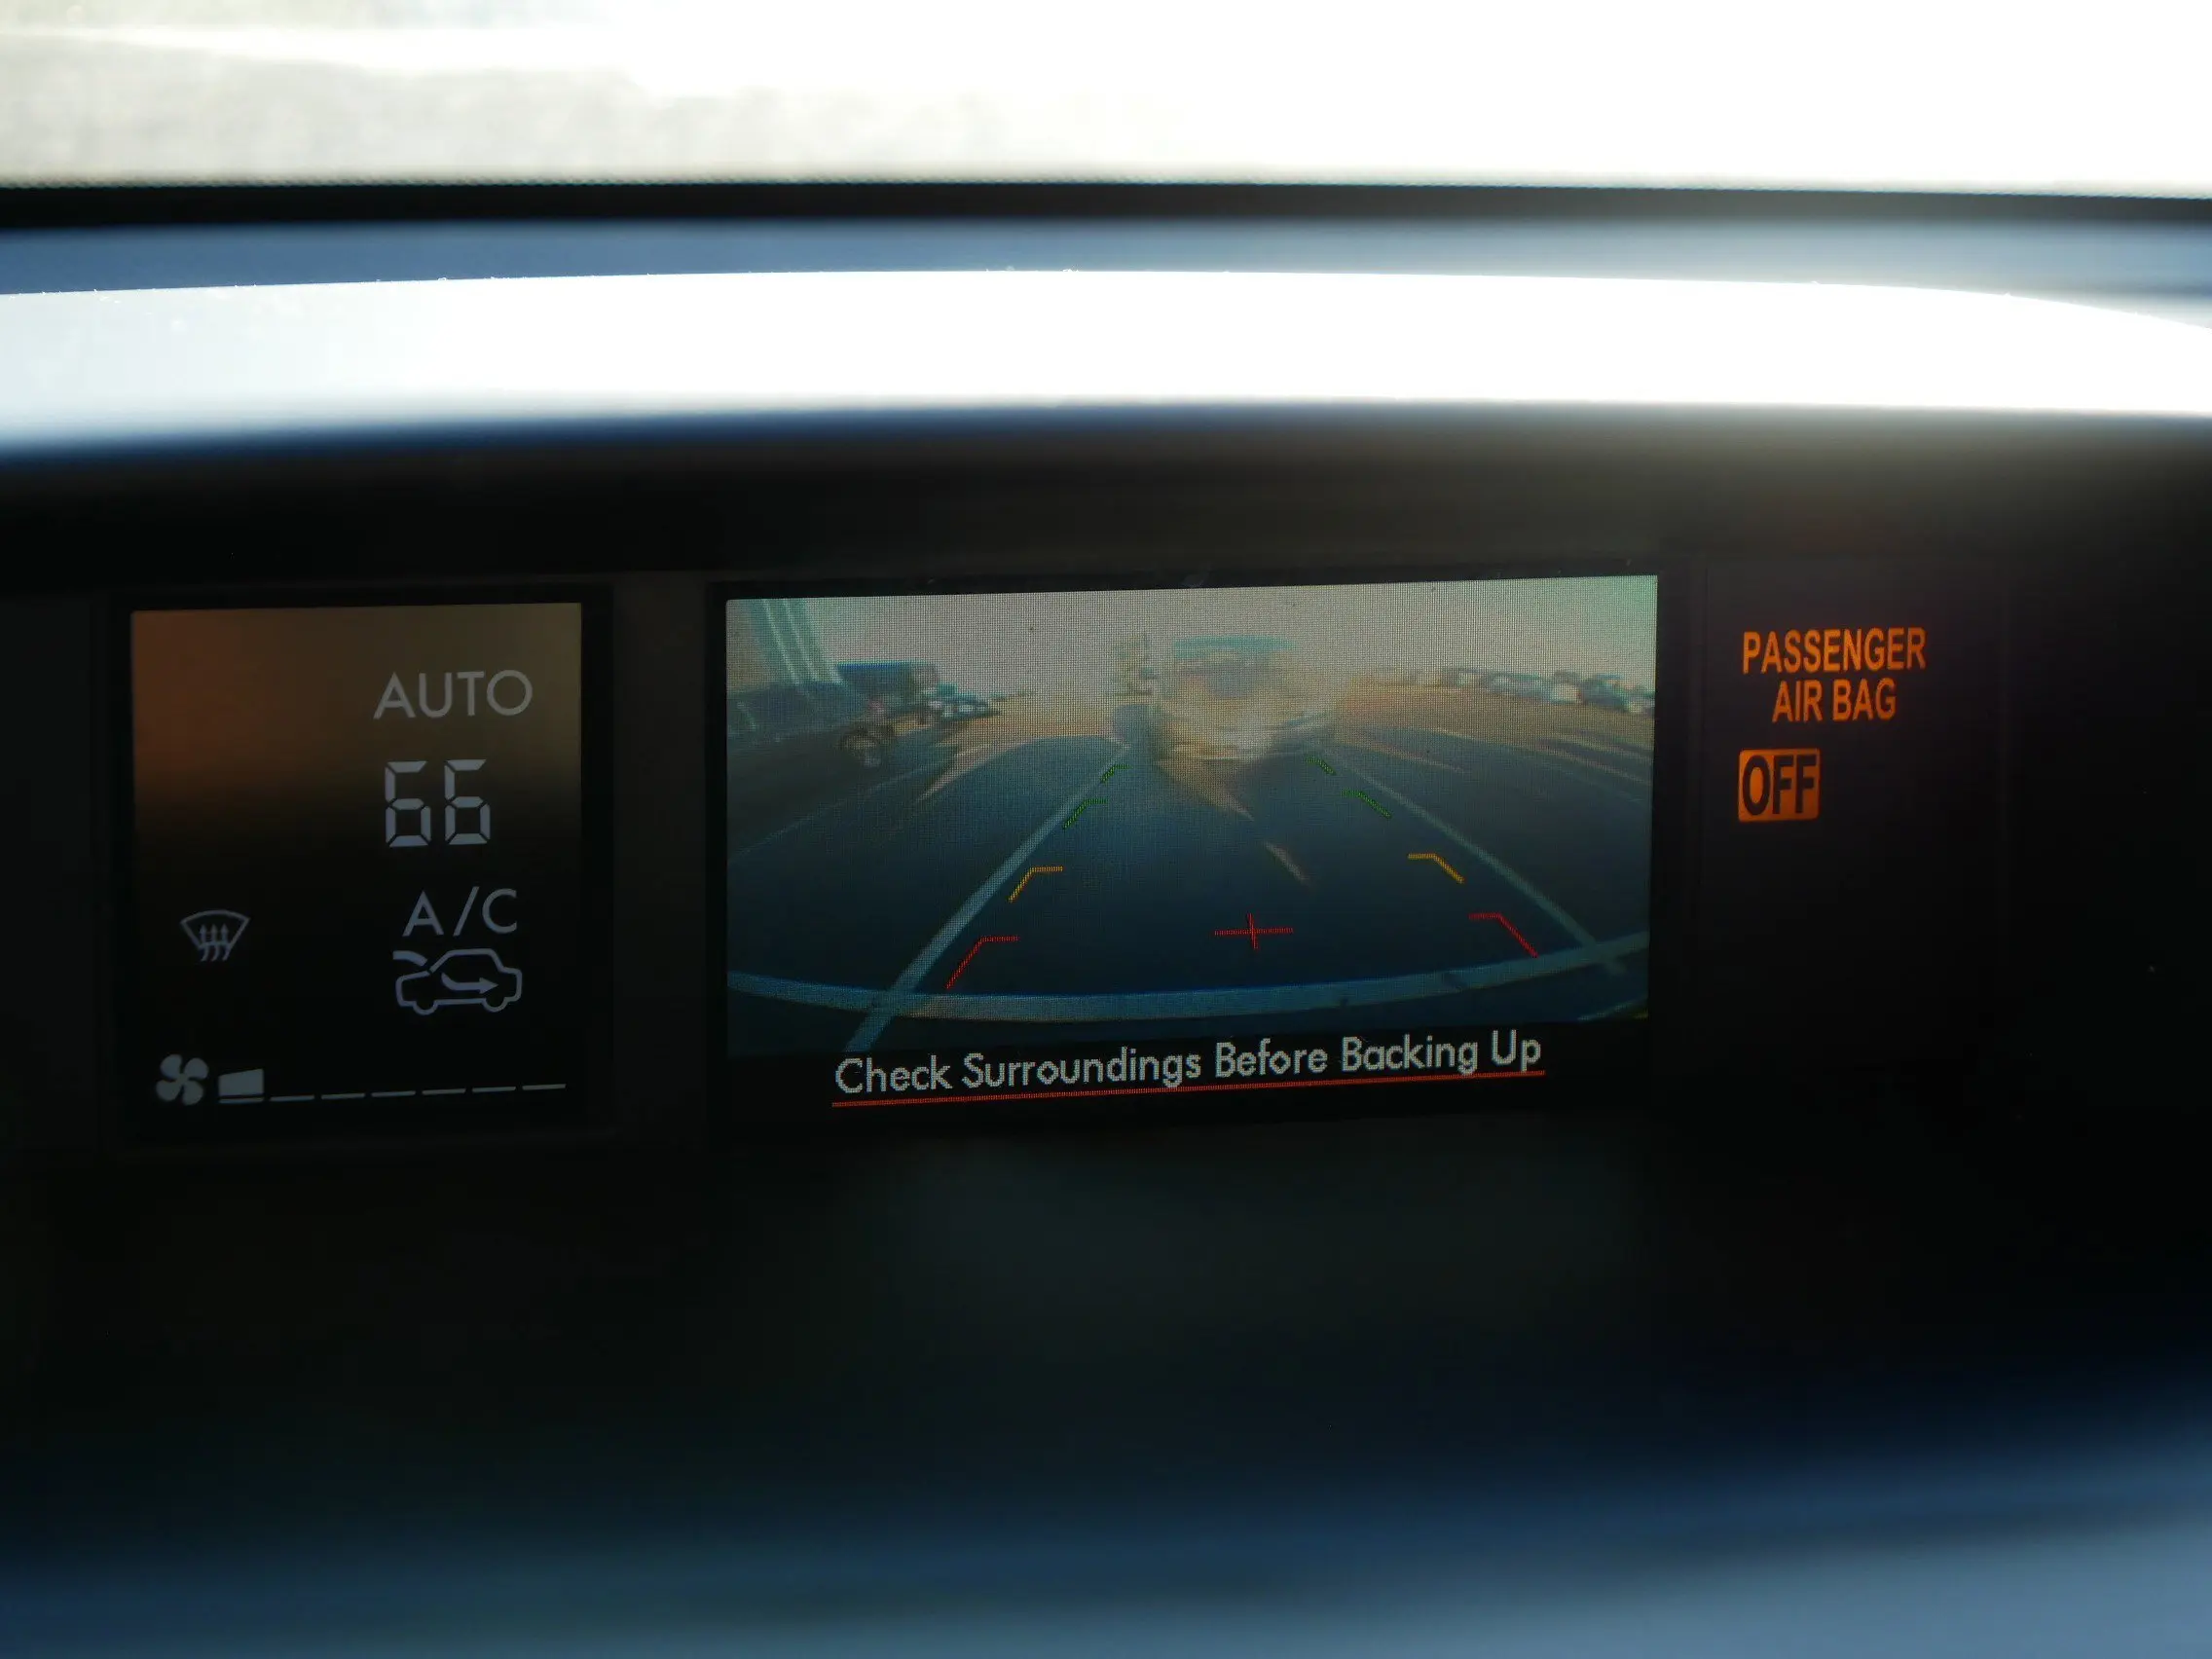 AUTO
66
A/C
Check Surroundings Before Backing Up
PASSENGER
AIR BAG
OFF